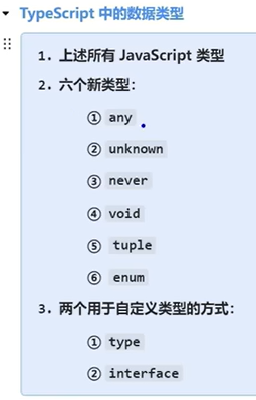 TypeScript 中的数据类型
1. 上述所有 JavaScript 类型
2. 六个新类型：
① any
② unknown
③ never
④ void
⑤ tuple
⑥ enum
3. 两个用于自定义类型的方式：
① type
② interface